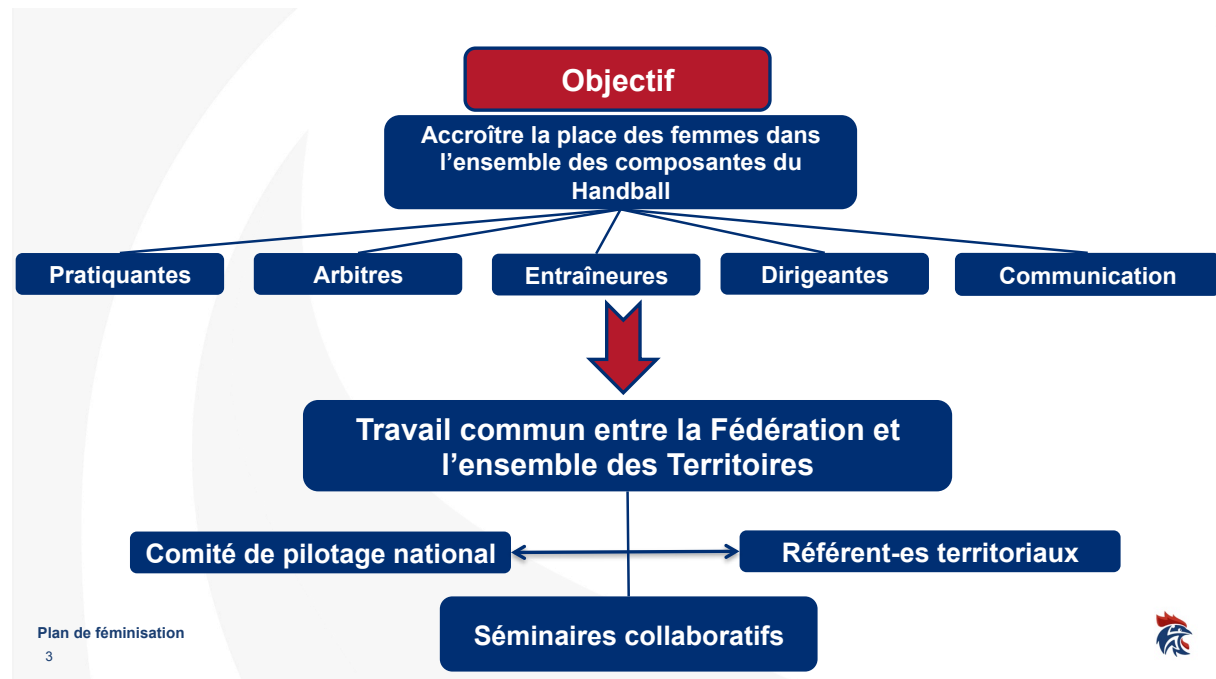 Objectif
Accroître la place des femmes dans
l’ensemble des composantes du
Handball
Pratiquantes
Arbitres
Entraîneures
Dirigeantes
Communication
Travail commun entre la Fédération et
l’ensemble des Territoires
Comité de pilotage national
Référent-es territoriaux
Séminaires collaboratifs
Plan de féminisation
3